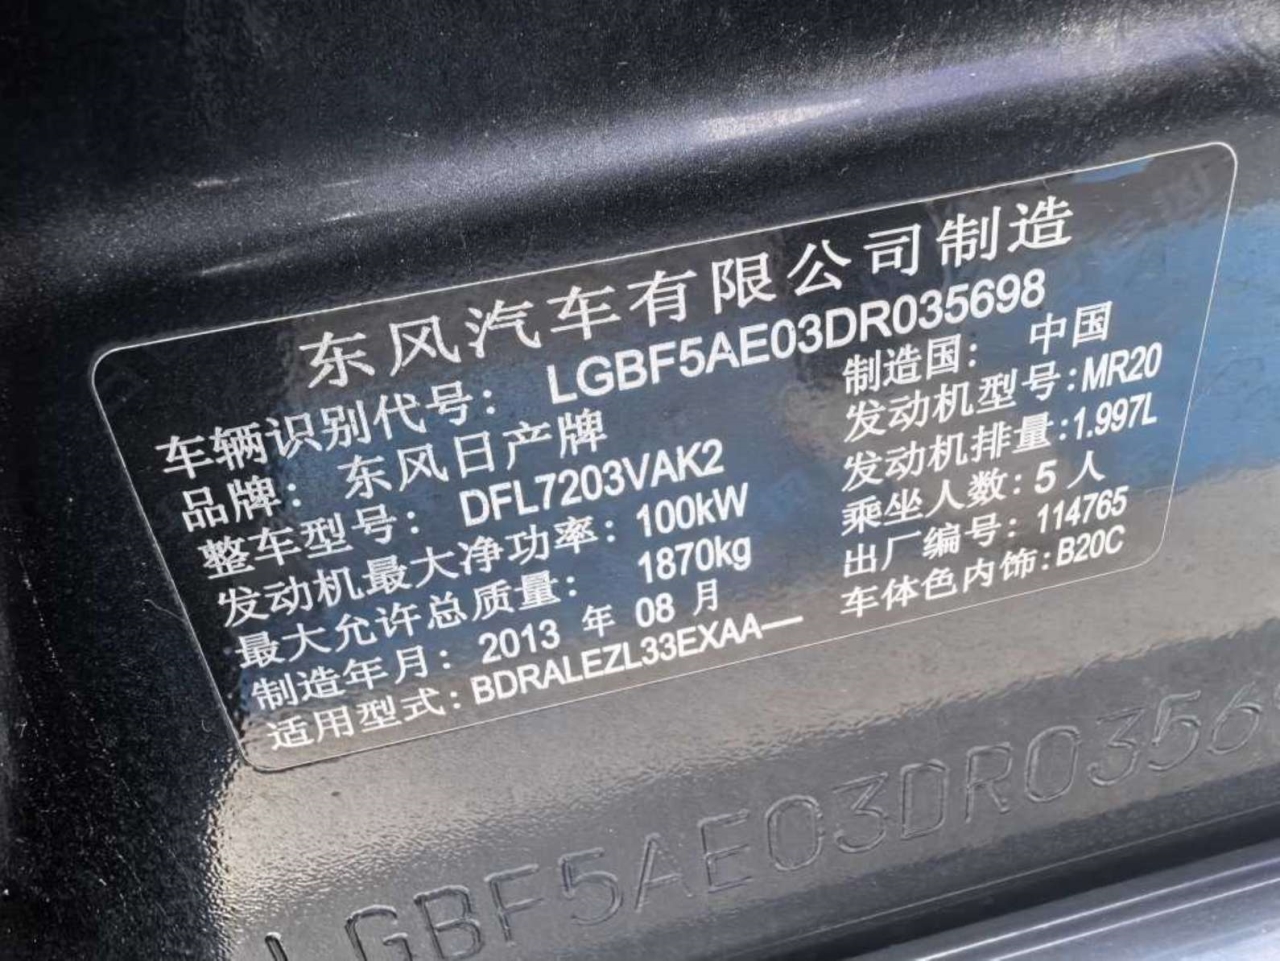 东风汽车有限公司制造
车辆识别代号: LGBF5AE03DR035698
品牌: 东风日产牌 制造国: 中国
整车型号: DFL7203VAK2 发动机型号:MR20
发动机最大净功率: 100kW 发动机排量:1.997L
最大允许总质量: 1870kg 乘坐人数: 5 人
制造年月: 2013 年 08 月 出厂编号: 114765
适用型式: BDRALEZL33EXAA— 车体色内饰:B20C
LGBF5AE03DR0356